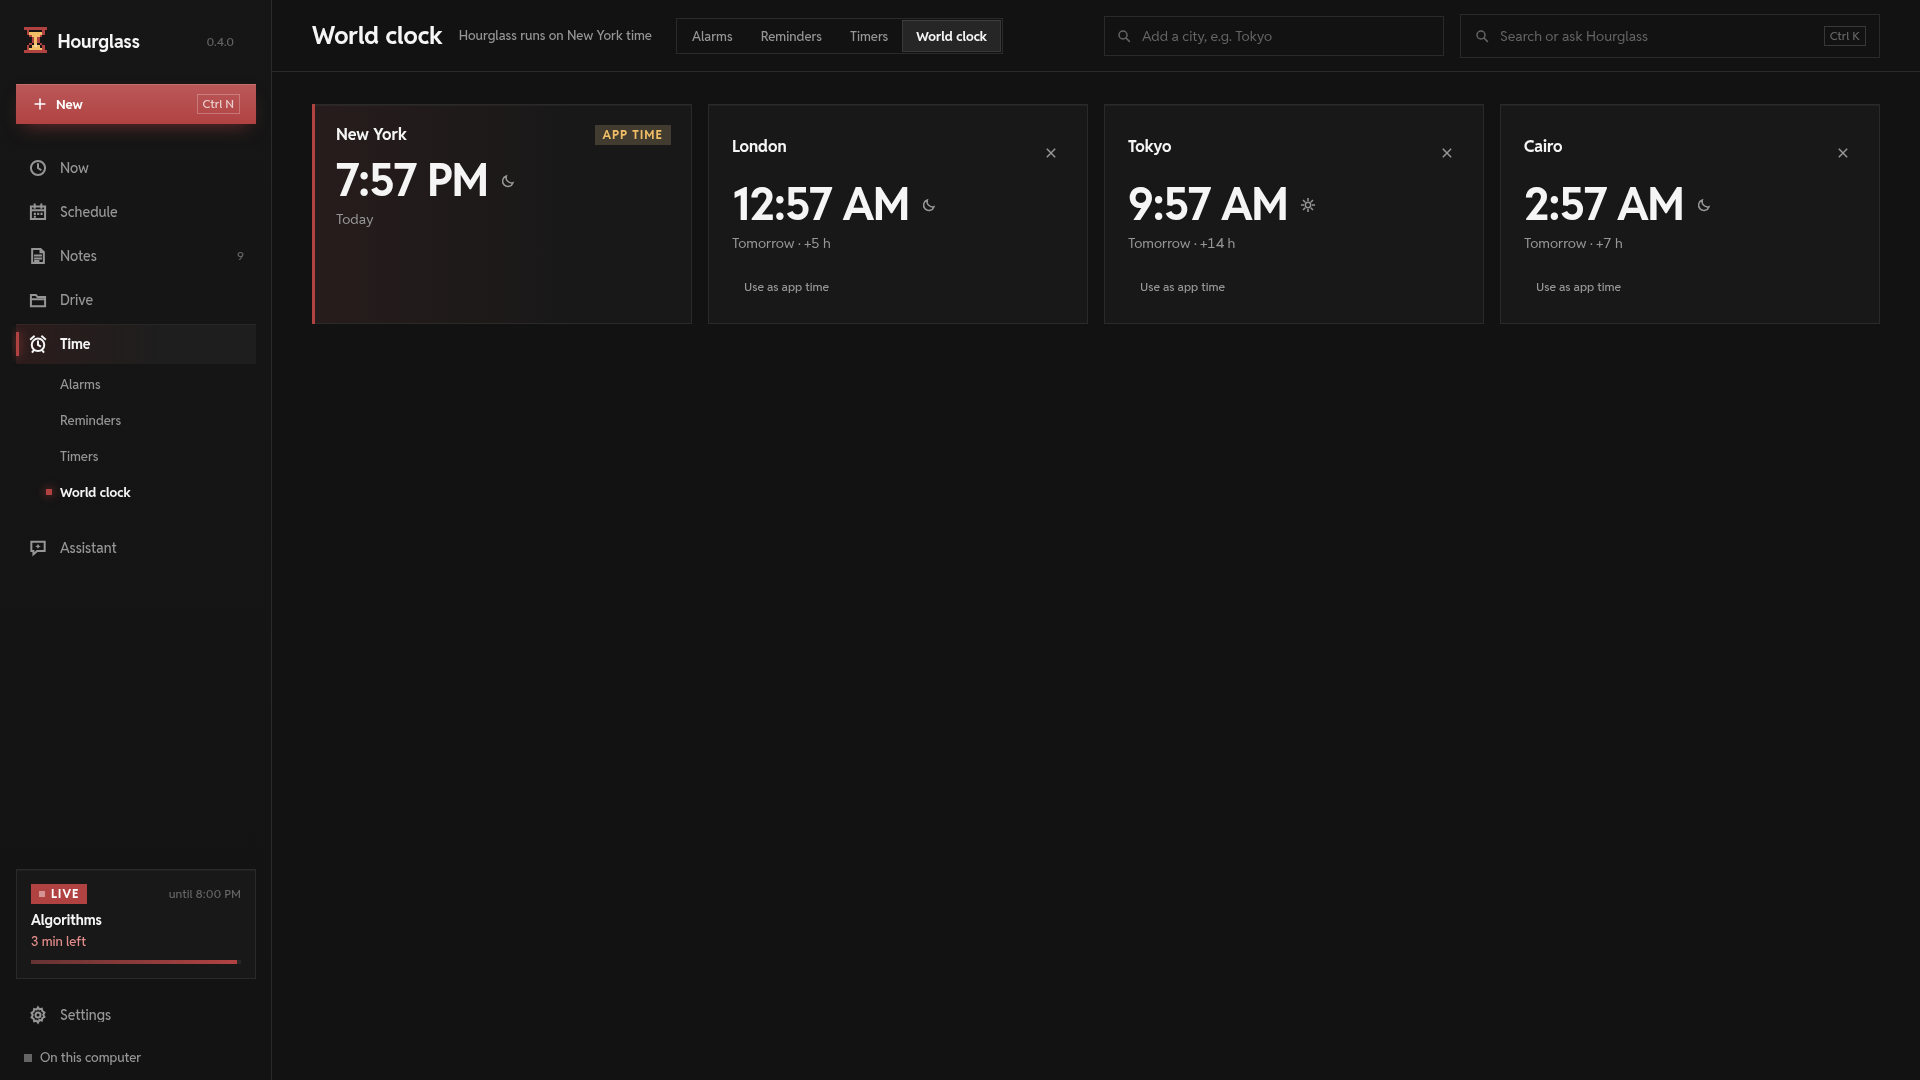 Hourglass
0.4.0
New
Ctrl N
Now
Schedule
Notes
9
Drive
Time
Alarms
Reminders
Timers
World clock
Assistant
LIVE
until 8:00 PM
Algorithms
3 min left
Settings
On this computer
World clock
Hourglass runs on New York time
Alarms
Reminders
Timers
World clock
Add a city, e.g. Tokyo
Search or ask Hourglass
Ctrl K
New York
APP TIME
7:57 PM
Today
London
12:57 AM
Tomorrow · +5 h
Use as app time
Tokyo
9:57 AM
Tomorrow · +14 h
Use as app time
Cairo
2:57 AM
Tomorrow · +7 h
Use as app time